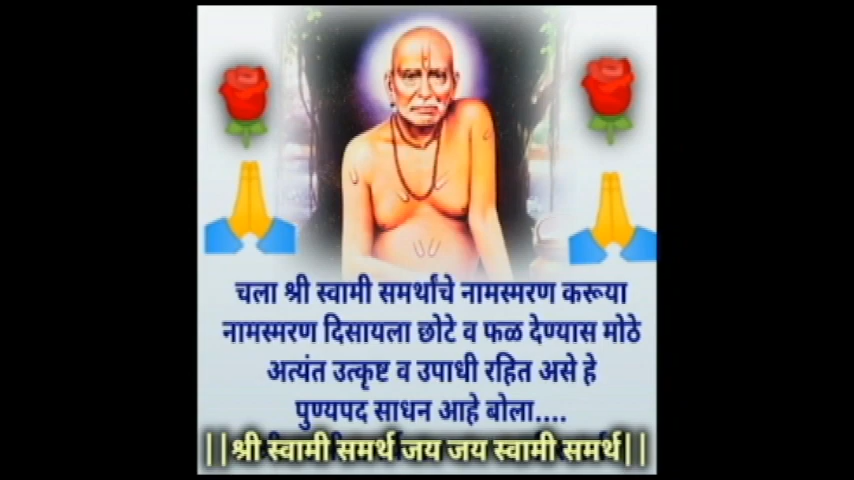 चला श्री स्वामी समर्थांचे नामस्मरण करूया
नामस्मरण दिसायला छोटे व फळ देण्यास मोठे
अत्यंत उत्कृष्ट व उपाधी रहित असे हे
पुण्यपद साधन आहे बोला....
||श्री स्वामी समर्थ जय जय स्वामी समर्थ||